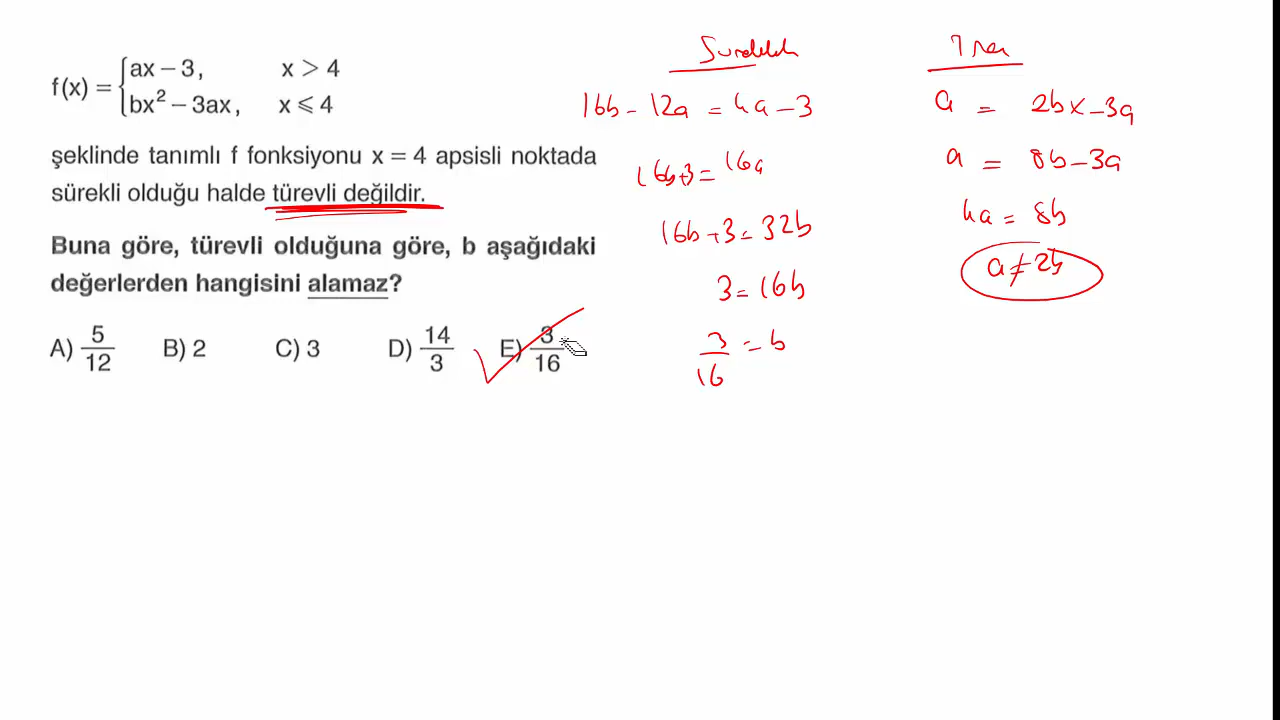 f(x) = { ax − 3, x > 4
bx² − 3ax, x ⩽ 4
şeklinde tanımlı f fonksiyonu x = 4 apsisli noktada
sürekli olduğu halde türevli değildir.
Buna göre, türevli olduğuna göre, b aşağıdaki
değerlerden hangisini alamaz?
A) 5/12 B) 2 C) 3 D) 14/3 E) 3/16
16b − 12a = 4a − 3
16b+3 = 16a
16b + 3 = 32b
3 = 16b
3/16 = b
a = 2bx − 3a
a = 8b − 3a
4a = 8b
a ≠ 2b